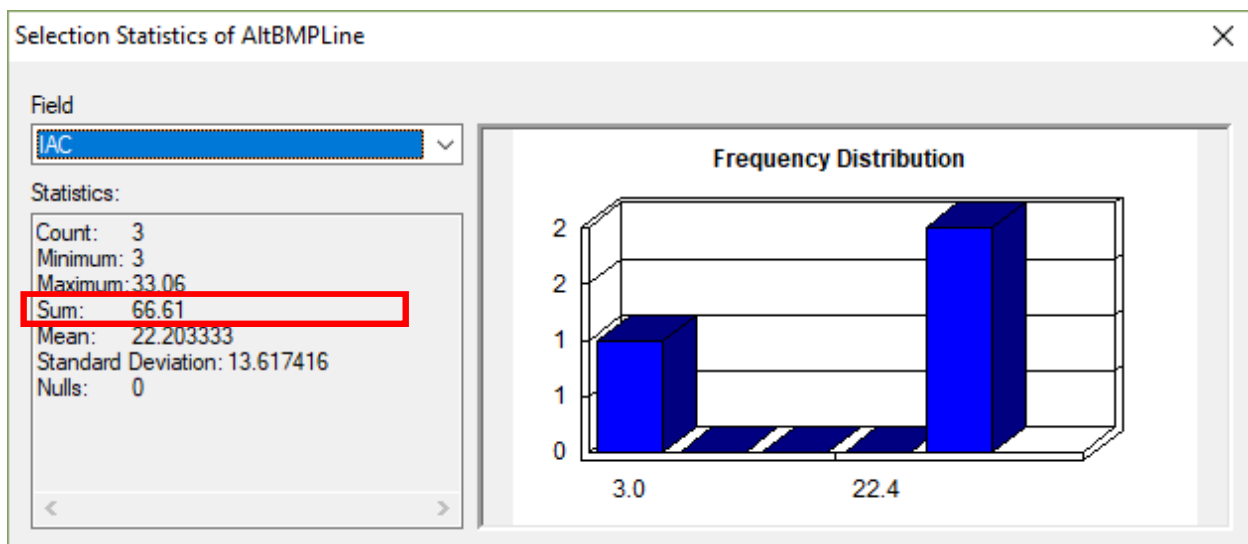 Selection Statistics of AltBMPLine
Field
IAC
Statistics:
Count: 3
Minimum: 3
Maximum: 33.06
Sum: 66.61
Mean: 22.203333
Standard Deviation: 13.617416
Nulls: 0
Frequency Distribution
2
2
1
1
0
3.0 22.4